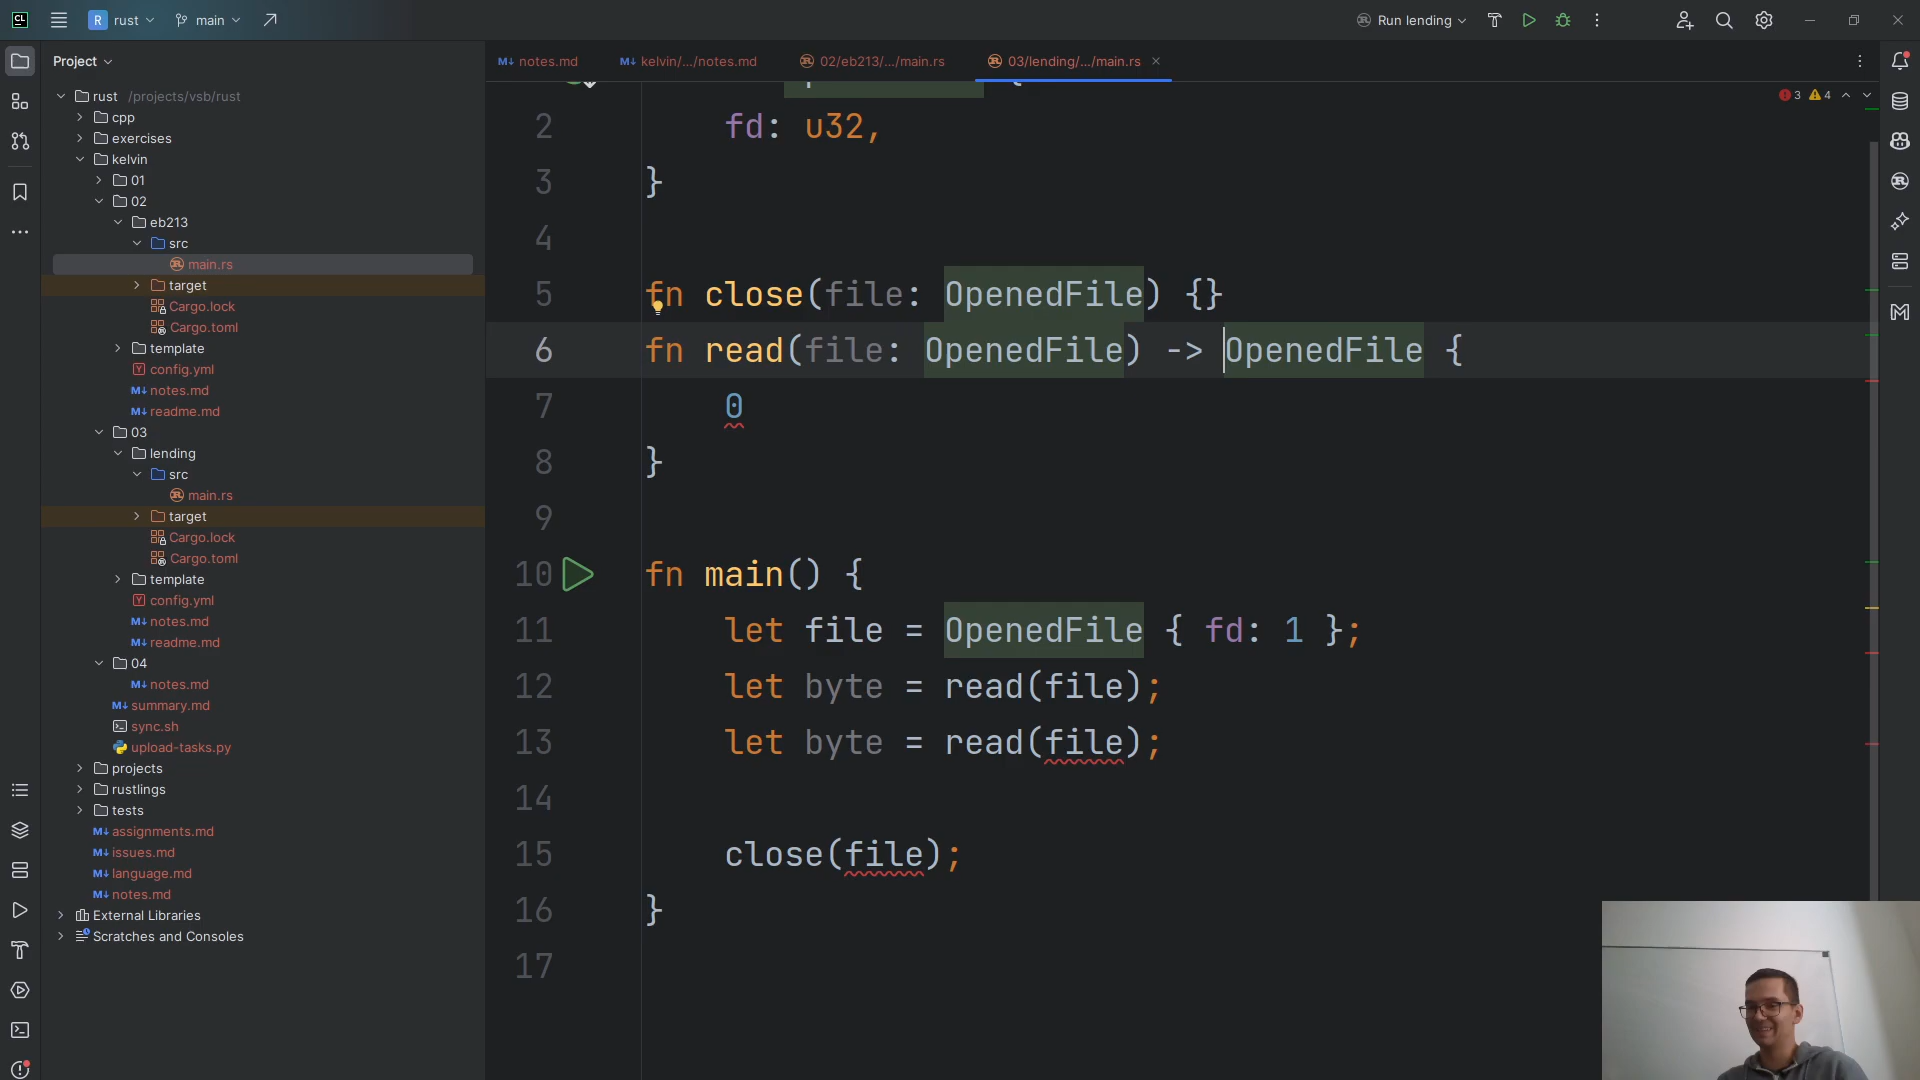 CL
R rust
main
Run lending
Project
notes.md
kelvin/.../notes.md
02/eb213/.../main.rs
03/lending/.../main.rs
rust /projects/vsb/rust
cpp
exercises
kelvin
01
02
eb213
src
main.rs
target
Cargo.lock
Cargo.toml
template
config.yml
notes.md
readme.md
03
lending
src
main.rs
target
Cargo.lock
Cargo.toml
template
config.yml
notes.md
readme.md
04
notes.md
summary.md
sync.sh
upload-tasks.py
projects
rustlings
tests
assignments.md
issues.md
language.md
notes.md
External Libraries
Scratches and Consoles
3 4
2 fd: u32,
3 }
4
5 fn close(file: OpenedFile) {}
6 fn read(file: OpenedFile) -> OpenedFile {
7 0
8 }
9
10 fn main() {
11 let file = OpenedFile { fd: 1 };
12 let byte = read(file);
13 let byte = read(file);
14
15 close(file);
16 }
17